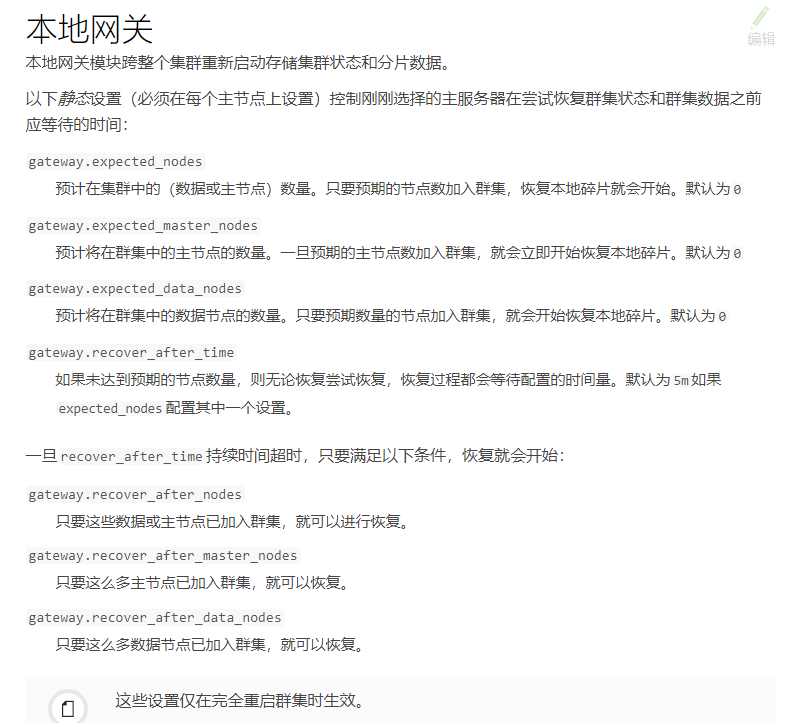 本地网关
编辑
本地网关模块跨整个集群重新启动存储集群状态和分片数据。
以下静态设置（必须在每个主节点上设置）控制刚刚选择的主服务器在尝试恢复群集状态和群集数据之前
应等待的时间：
gateway.expected_nodes
预计在集群中的（数据或主节点）数量。只要预期的节点数加入群集，恢复本地碎片就会开始。默认为 0
gateway.expected_master_nodes
预计将在群集中的主节点的数量。一旦预期的主节点数加入群集，就会立即开始恢复本地碎片。默认为 0
gateway.expected_data_nodes
预计将在群集中的数据节点的数量。只要预期数量的节点加入群集，就会开始恢复本地碎片。默认为 0
gateway.recover_after_time
如果未达到预期的节点数量，则无论恢复尝试恢复，恢复过程都会等待配置的时间量。默认为 5m 如果
expected_nodes 配置其中一个设置。
一旦 recover_after_time 持续时间超时，只要满足以下条件，恢复就会开始：
gateway.recover_after_nodes
只要这些数据或主节点已加入群集，就可以进行恢复。
gateway.recover_after_master_nodes
只要这么多主节点已加入群集，就可以恢复。
gateway.recover_after_data_nodes
只要这么多数据节点已加入群集，就可以恢复。
这些设置仅在完全重启群集时生效。